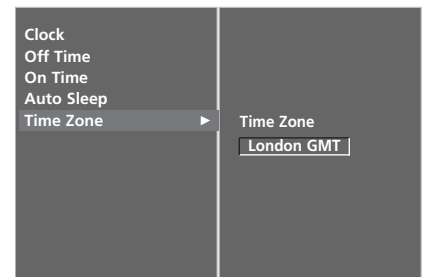 Clock
Off Time
On Time
Auto Sleep
Time Zone ►
Time Zone
London GMT